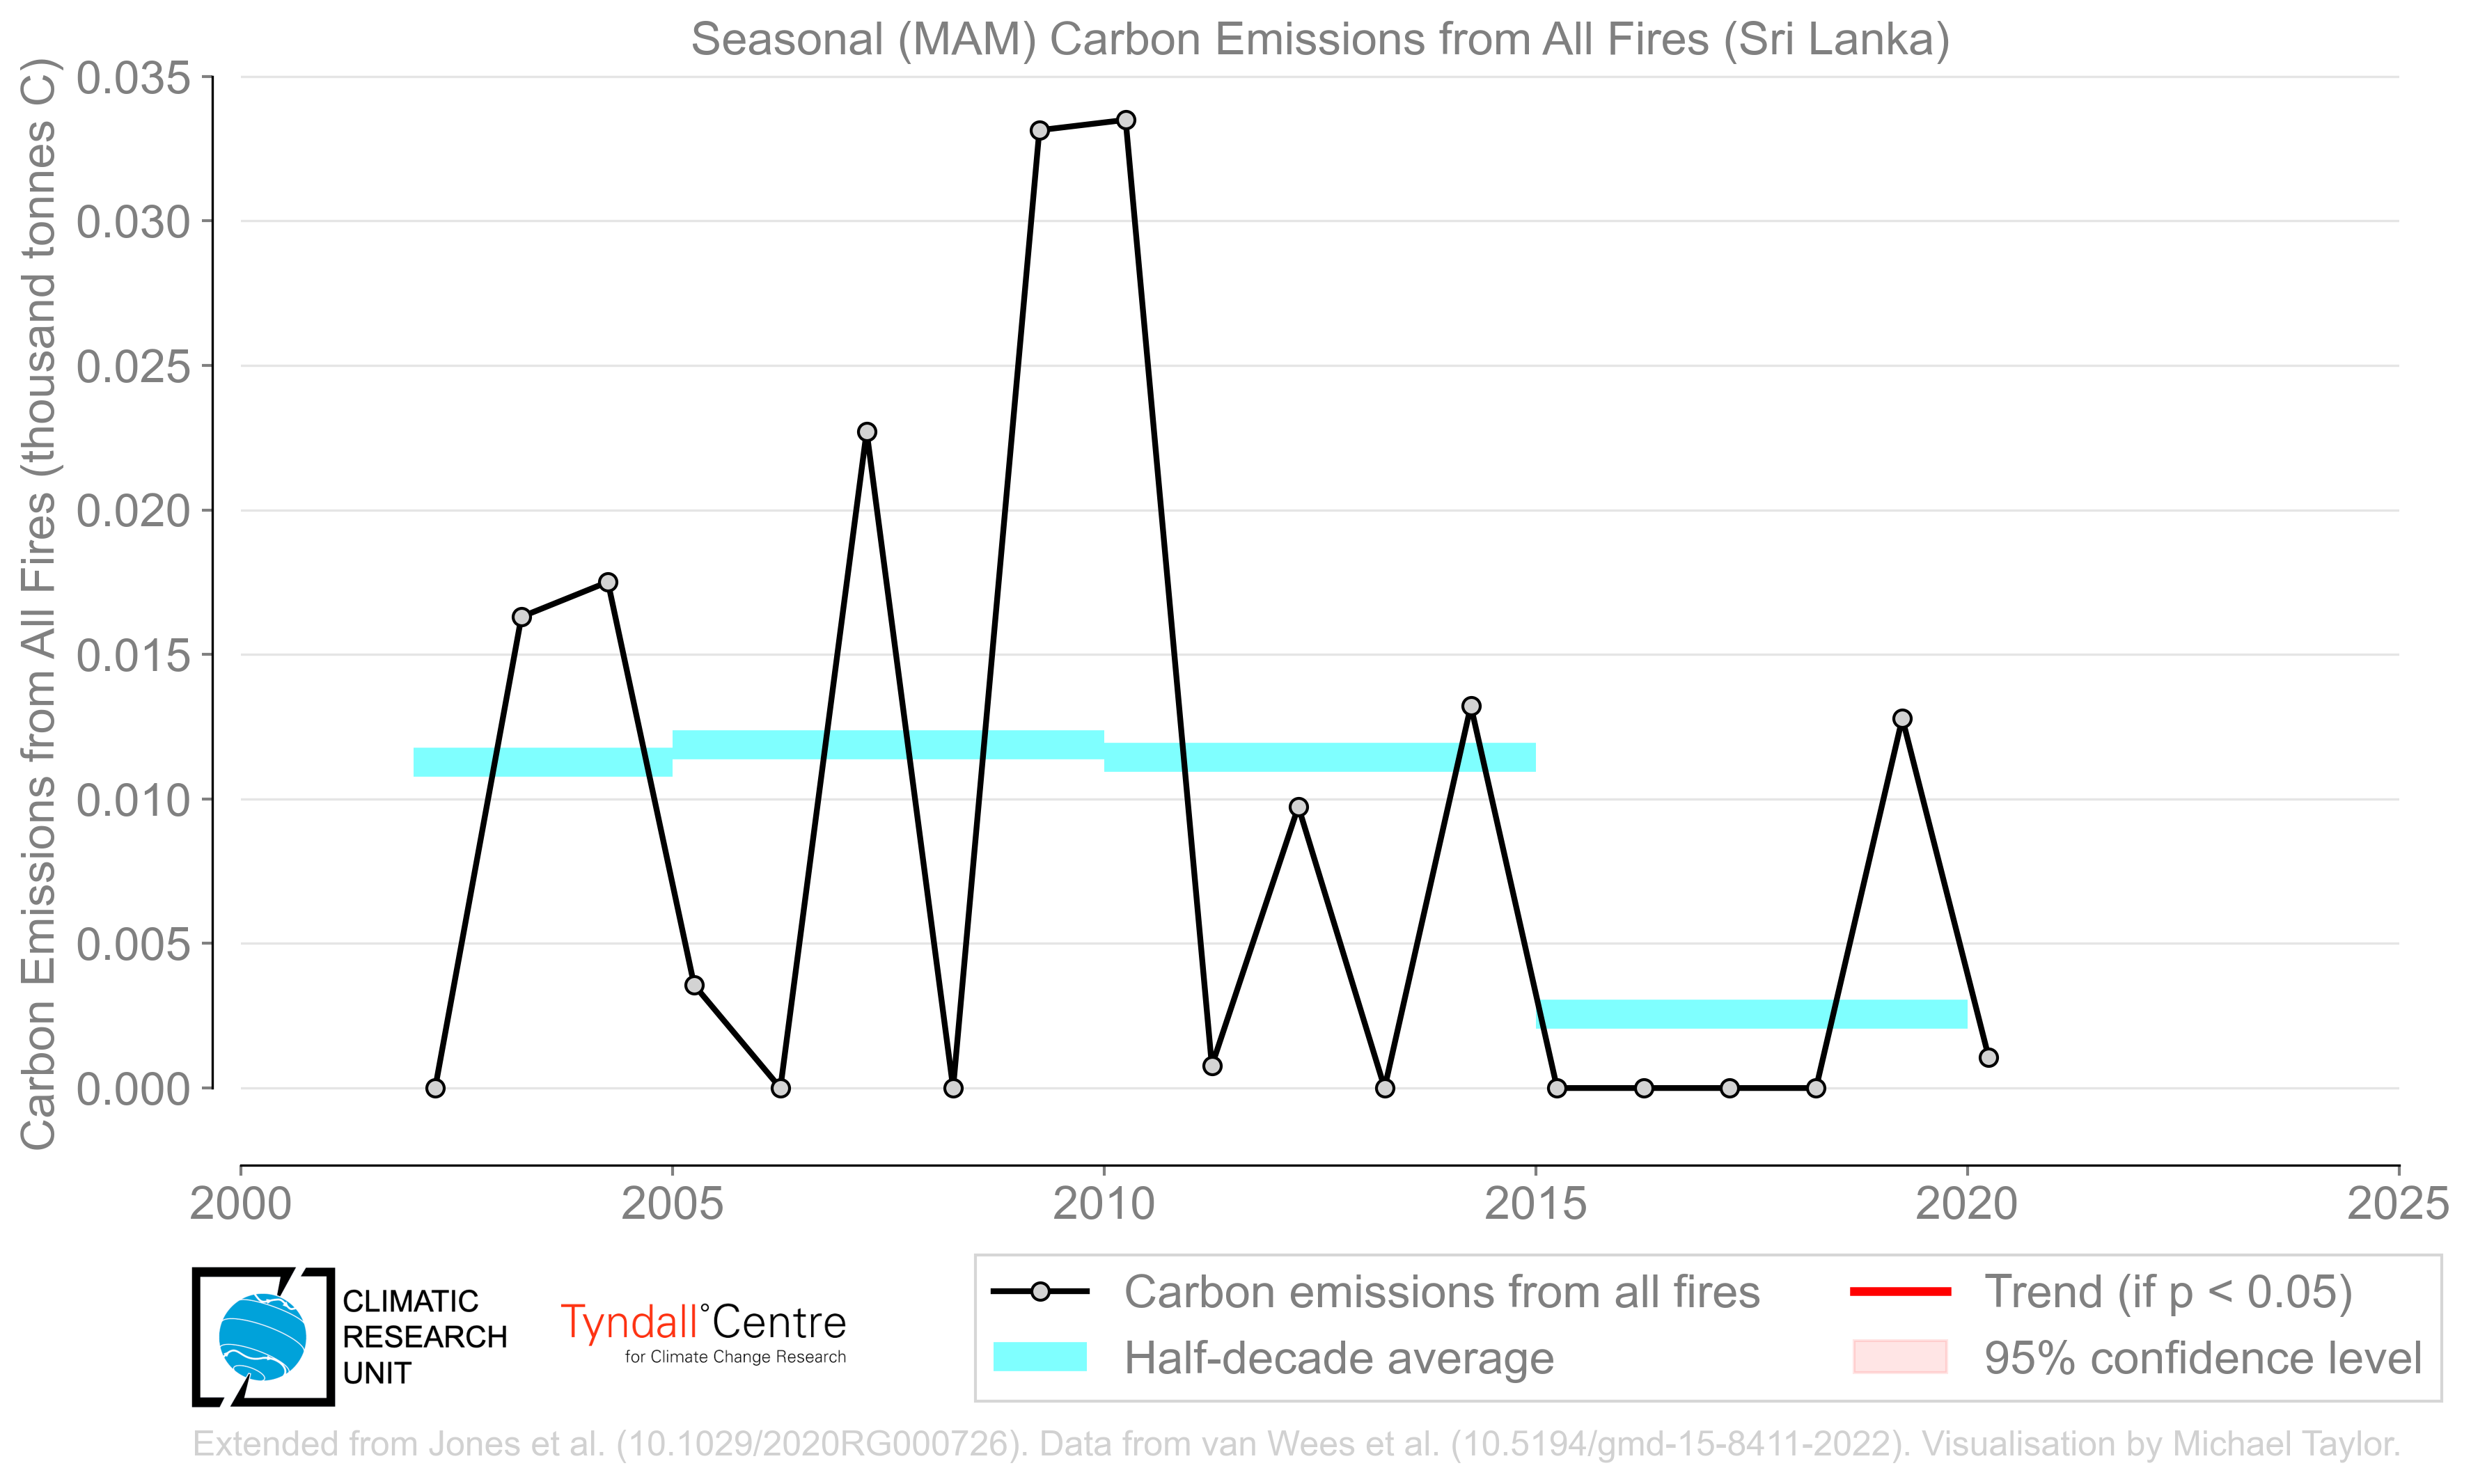 Seasonal (MAM) Carbon Emissions from All Fires (Sri Lanka)
Carbon Emissions from All Fires (thousand tonnes C)
0.035
0.030
0.025
0.020
0.015
0.010
0.005
0.000
2000
2005
2010
2015
2020
2025
CLIMATIC
RESEARCH
UNIT
Tyndall°Centre
for Climate Change Research
Carbon emissions from all fires
Half-decade average
Trend (if p < 0.05)
95% confidence level
Extended from Jones et al. (10.1029/2020RG000726). Data from van Wees et al. (10.5194/gmd-15-8411-2022). Visualisation by Michael Taylor.